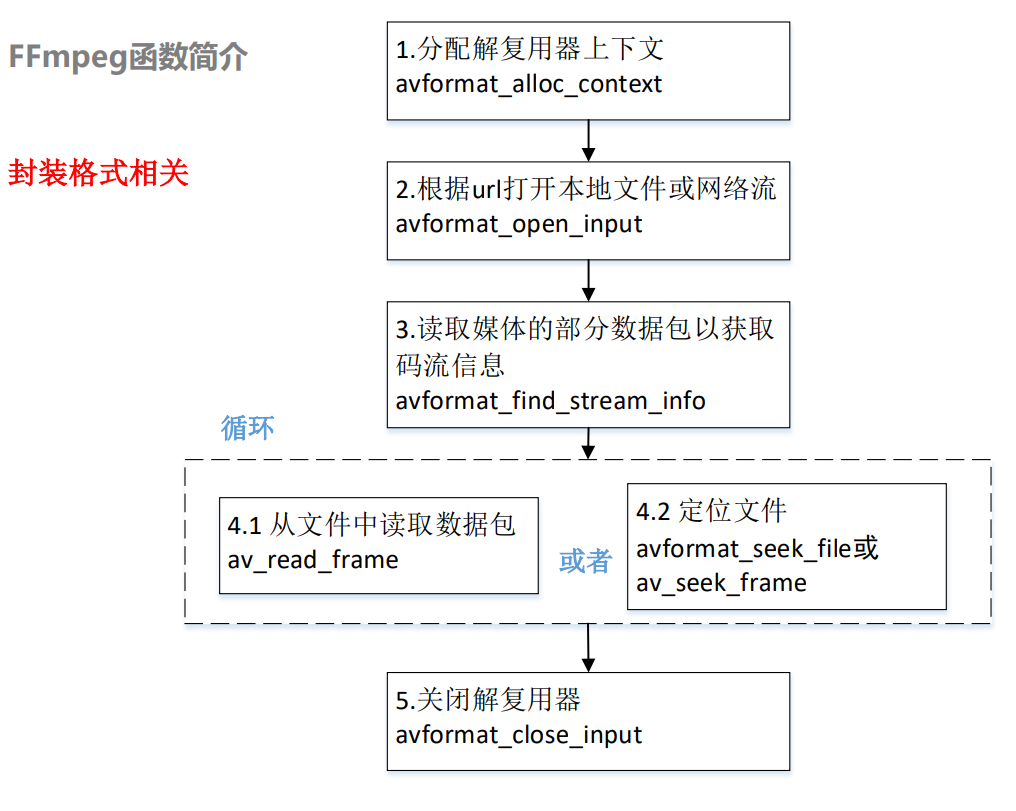 FFmpeg函数简介
封装格式相关
1.分配解复用器上下文
avformat_alloc_context
2.根据url打开本地文件或网络流
avformat_open_input
3.读取媒体的部分数据包以获取
码流信息
avformat_find_stream_info
循环
4.1 从文件中读取数据包
av_read_frame
或者
4.2 定位文件
avformat_seek_file或
av_seek_frame
5.关闭解复用器
avformat_close_input